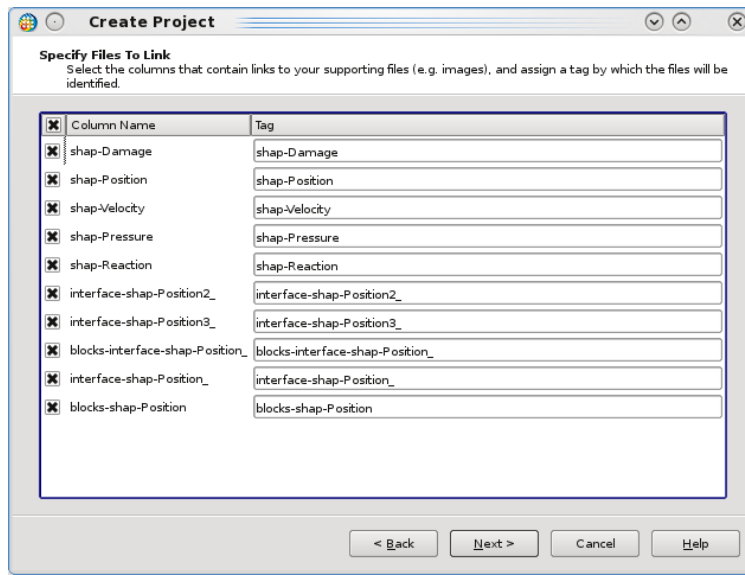 Create Project
Specify Files To Link
Select the columns that contain links to your supporting files (e.g. images), and assign a tag by which the files will be
identified.
Column Name Tag
shap-Damage shap-Damage
shap-Position shap-Position
shap-Velocity shap-Velocity
shap-Pressure shap-Pressure
shap-Reaction shap-Reaction
interface-shap-Position2_ interface-shap-Position2_
interface-shap-Position3_ interface-shap-Position3_
blocks-interface-shap-Position_ blocks-interface-shap-Position_
interface-shap-Position_ interface-shap-Position_
blocks-shap-Position blocks-shap-Position
< Back Next > Cancel Help